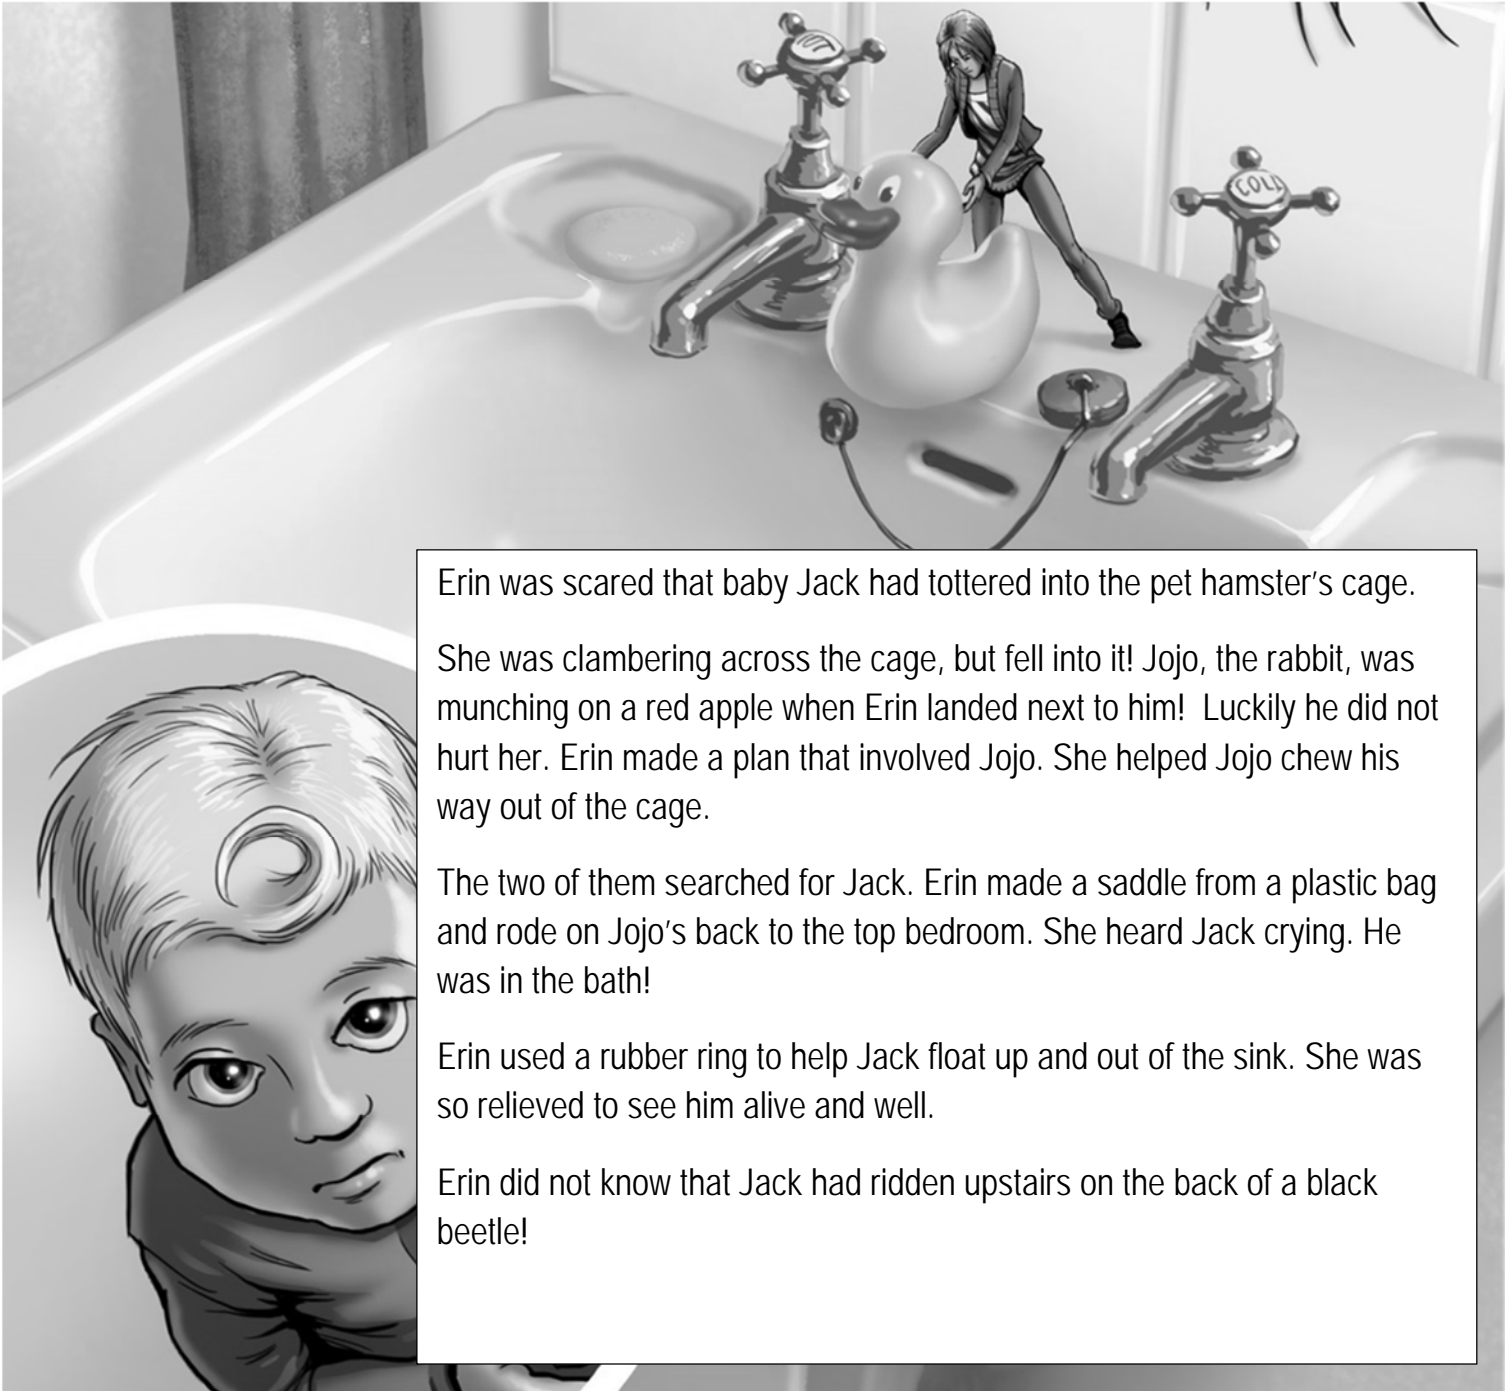 COLD
Erin was scared that baby Jack had tottered into the pet hamster's cage.
She was clambering across the cage, but fell into it! Jojo, the rabbit, was
munching on a red apple when Erin landed next to him!  Luckily he did not
hurt her. Erin made a plan that involved Jojo. She helped Jojo chew his
way out of the cage.
The two of them searched for Jack. Erin made a saddle from a plastic bag
and rode on Jojo's back to the top bedroom. She heard Jack crying. He
was in the bath!
Erin used a rubber ring to help Jack float up and out of the sink. She was
so relieved to see him alive and well.
Erin did not know that Jack had ridden upstairs on the back of a black
beetle!